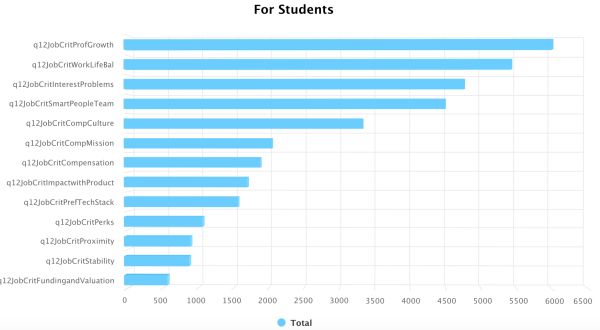 For Students
q12JobCritProfGrowth
q12JobCritWorkLifeBal
q12JobCritInterestProblems
q12JobCritSmartPeopleTeam
q12JobCritCompCulture
q12JobCritCompMission
q12JobCritCompensation
q12JobCritImpactwithProduct
q12JobCritPrefTechStack
q12JobCritPerks
q12JobCritProximity
q12JobCritStability
q12JobCritFundingandValuation
0 500 1000 1500 2000 2500 3000 3500 4000 4500 5000 5500 6000 6500
Total